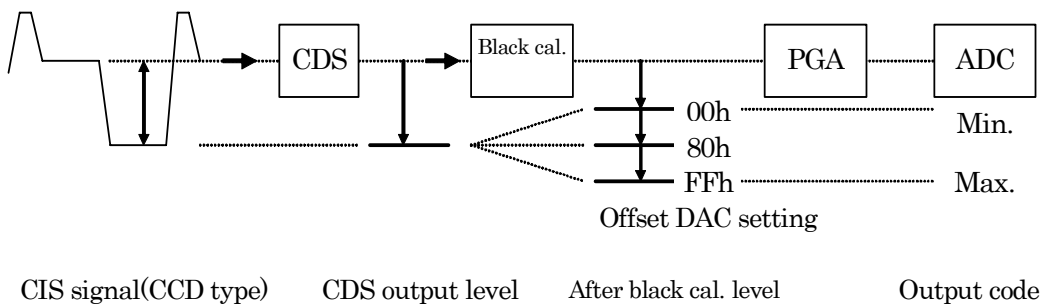 CDS
Black cal.
PGA
ADC
00h
Min.
80h
FFh
Max.
Offset DAC setting
CIS signal(CCD type)
CDS output level
After black cal. level
Output code